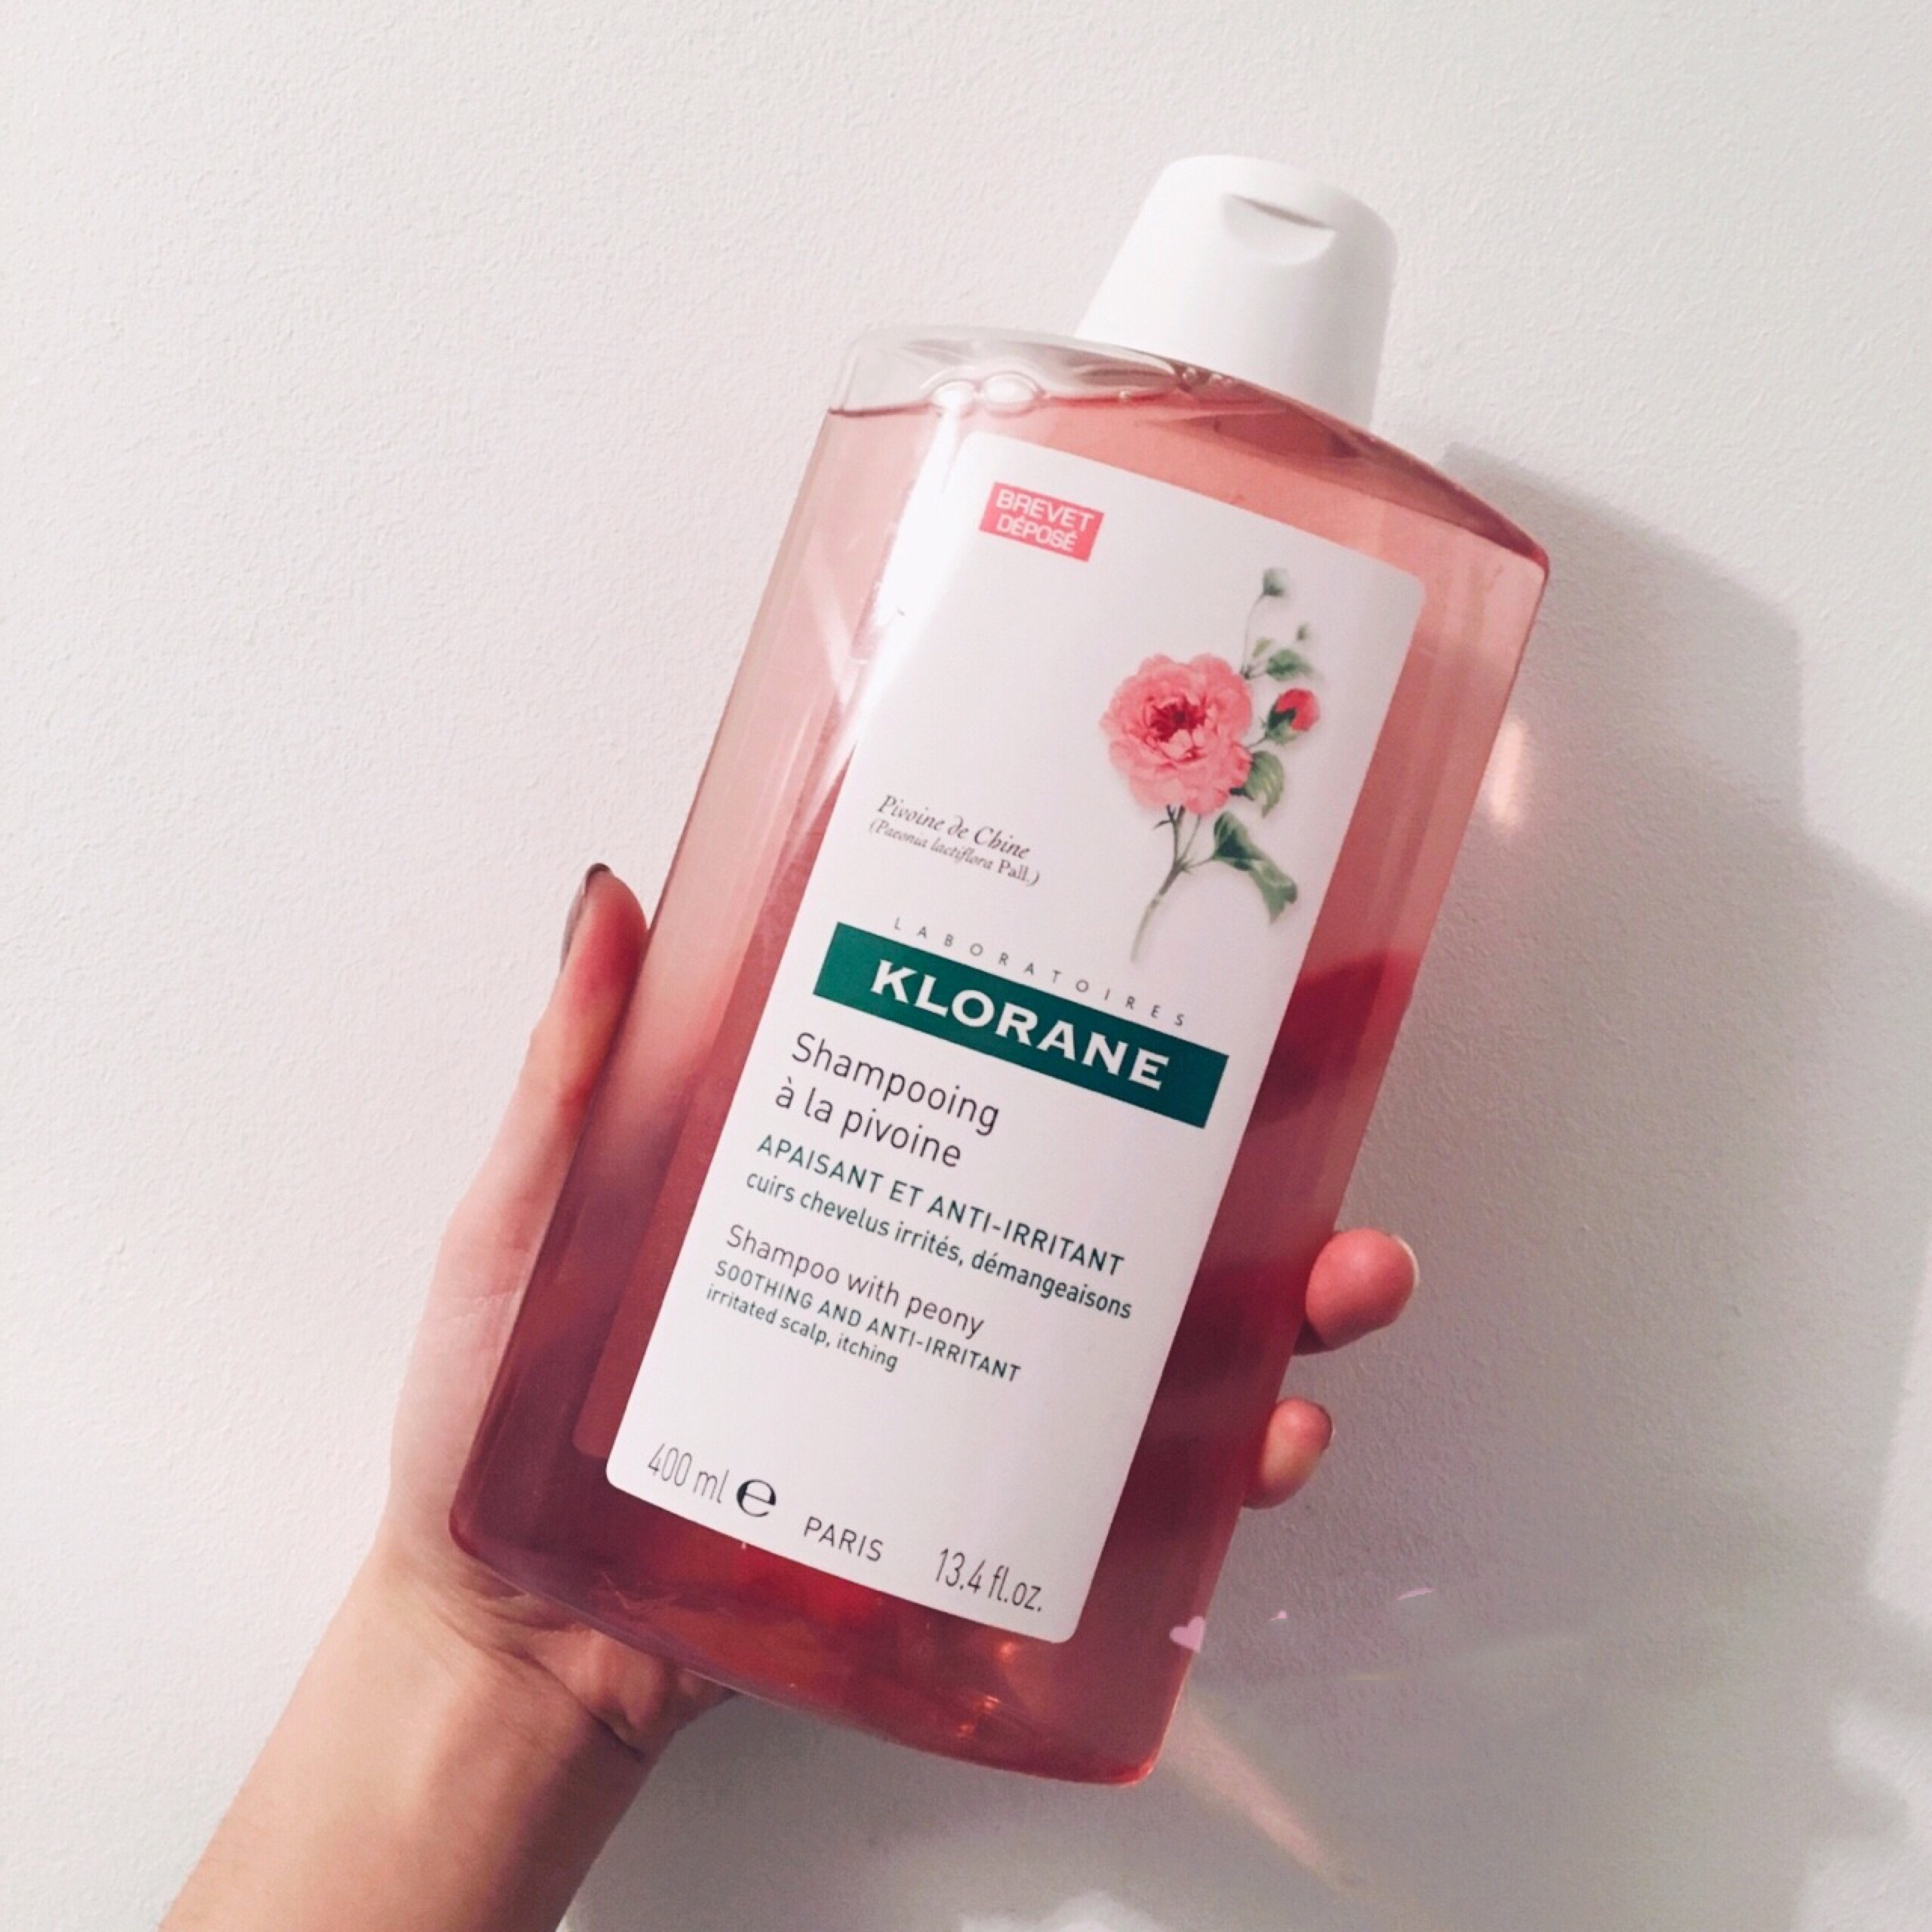 BREVET
DÉPOSÉ
Pivoine de Chine
(Paeonia lactiflora Pall.)
LABORATOIRES
KLORANE
Shampooing
à la pivoine
APAISANT ET ANTI-IRRITANT
cuirs chevelus irrités, démangeaisons
Shampoo with peony
SOOTHING AND ANTI-IRRITANT
irritated scalp, itching
400 ml ℮ PARIS 13.4 fl.oz.